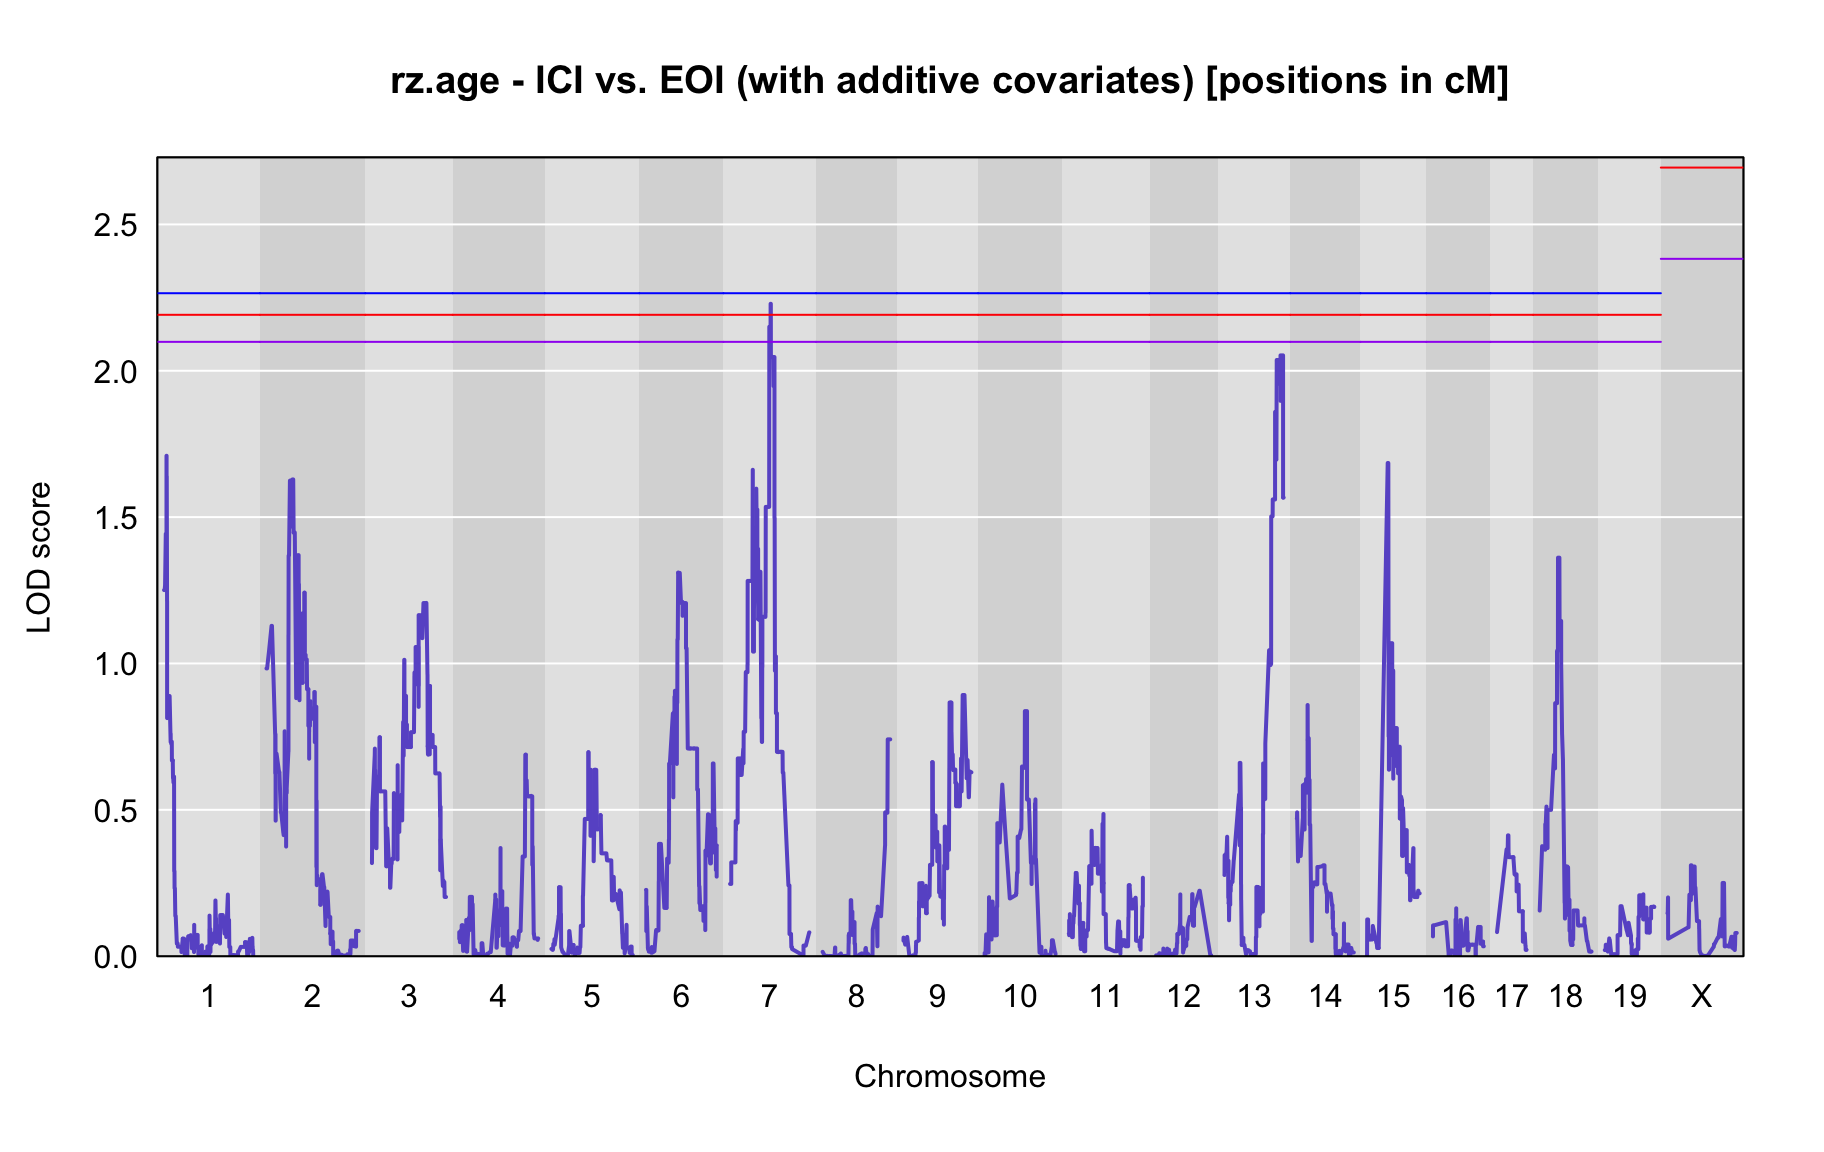 rz.age - ICI vs. EOI (with additive covariates) [positions in cM]
2.5
2.0
1.5
1.0
0.5
0.0
LOD score
1 2 3 4 5 6 7 8 9 10 11 12 13 14 15 16 17 18 19 X
Chromosome